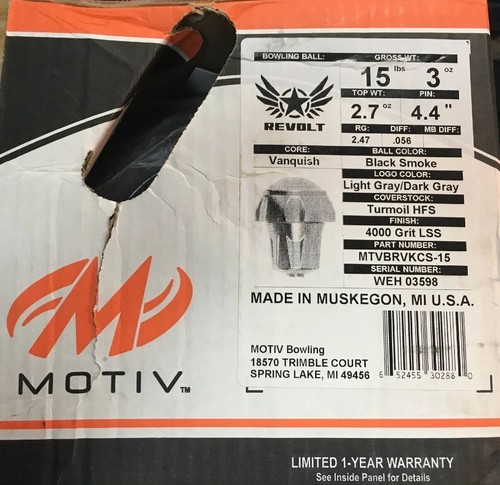 BOWLING BALL: GROSS WT:
15 lbs 3 oz
TOP WT: PIN:
2.7 oz 4.4"
REVOLT
RG: DIFF: MB DIFF:
2.47 .056
CORE: BALL COLOR:
Vanquish Black Smoke
LOGO COLOR:
Light Gray/Dark Gray
COVERSTOCK:
Turmoil HFS
FINISH:
4000 Grit LSS
PART NUMBER:
MTVBRVKCS-15
SERIAL NUMBER:
WEH 03598
MADE IN MUSKEGON, MI U.S.A.
MOTIV Bowling
18570 TRIMBLE COURT
SPRING LAKE, MI 49456
6 52455 30288 0
MOTIV™
LIMITED 1-YEAR WARRANTY
See Inside Panel for Details